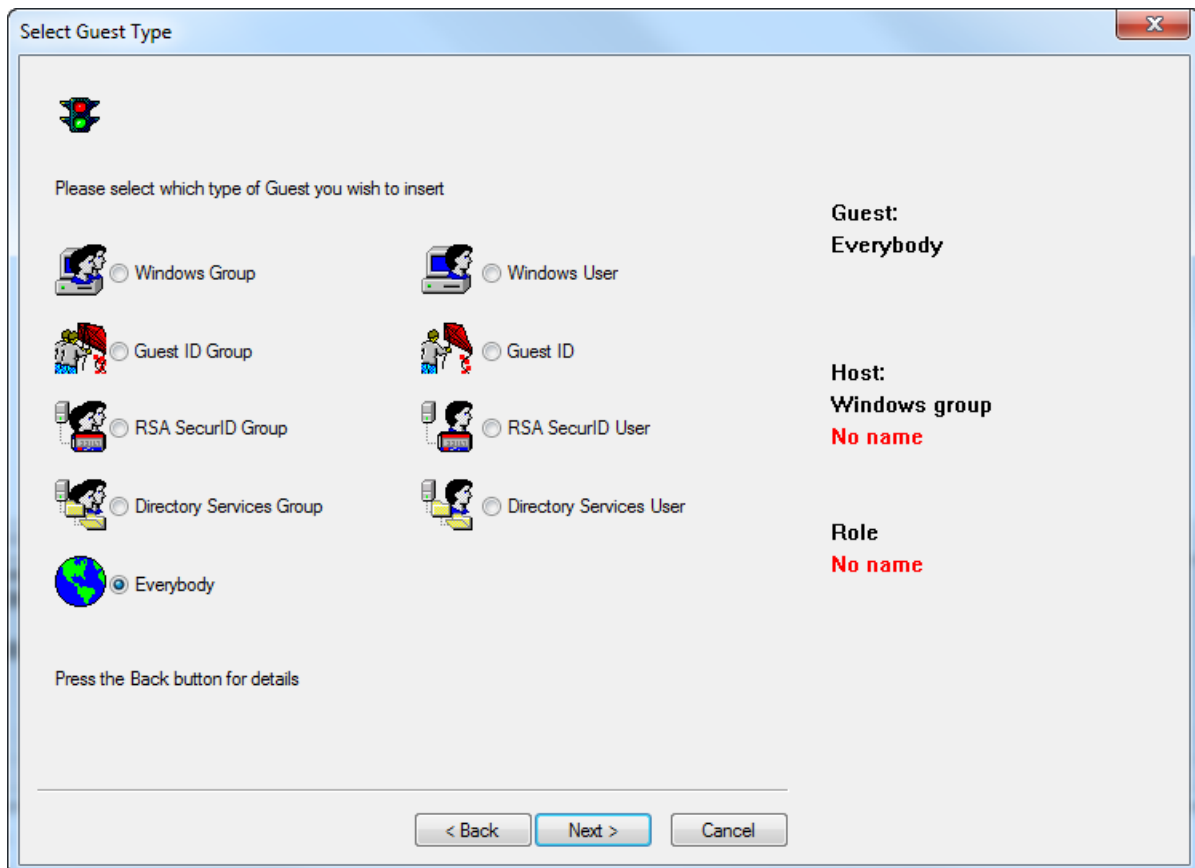 Select Guest Type
Please select which type of Guest you wish to insert
Windows Group
Windows User
Guest ID Group
Guest ID
RSA SecurID Group
RSA SecurID User
Directory Services Group
Directory Services User
Everybody
Press the Back button for details
Guest:
Everybody
Host:
Windows group
No name
Role
No name
< Back
Next >
Cancel